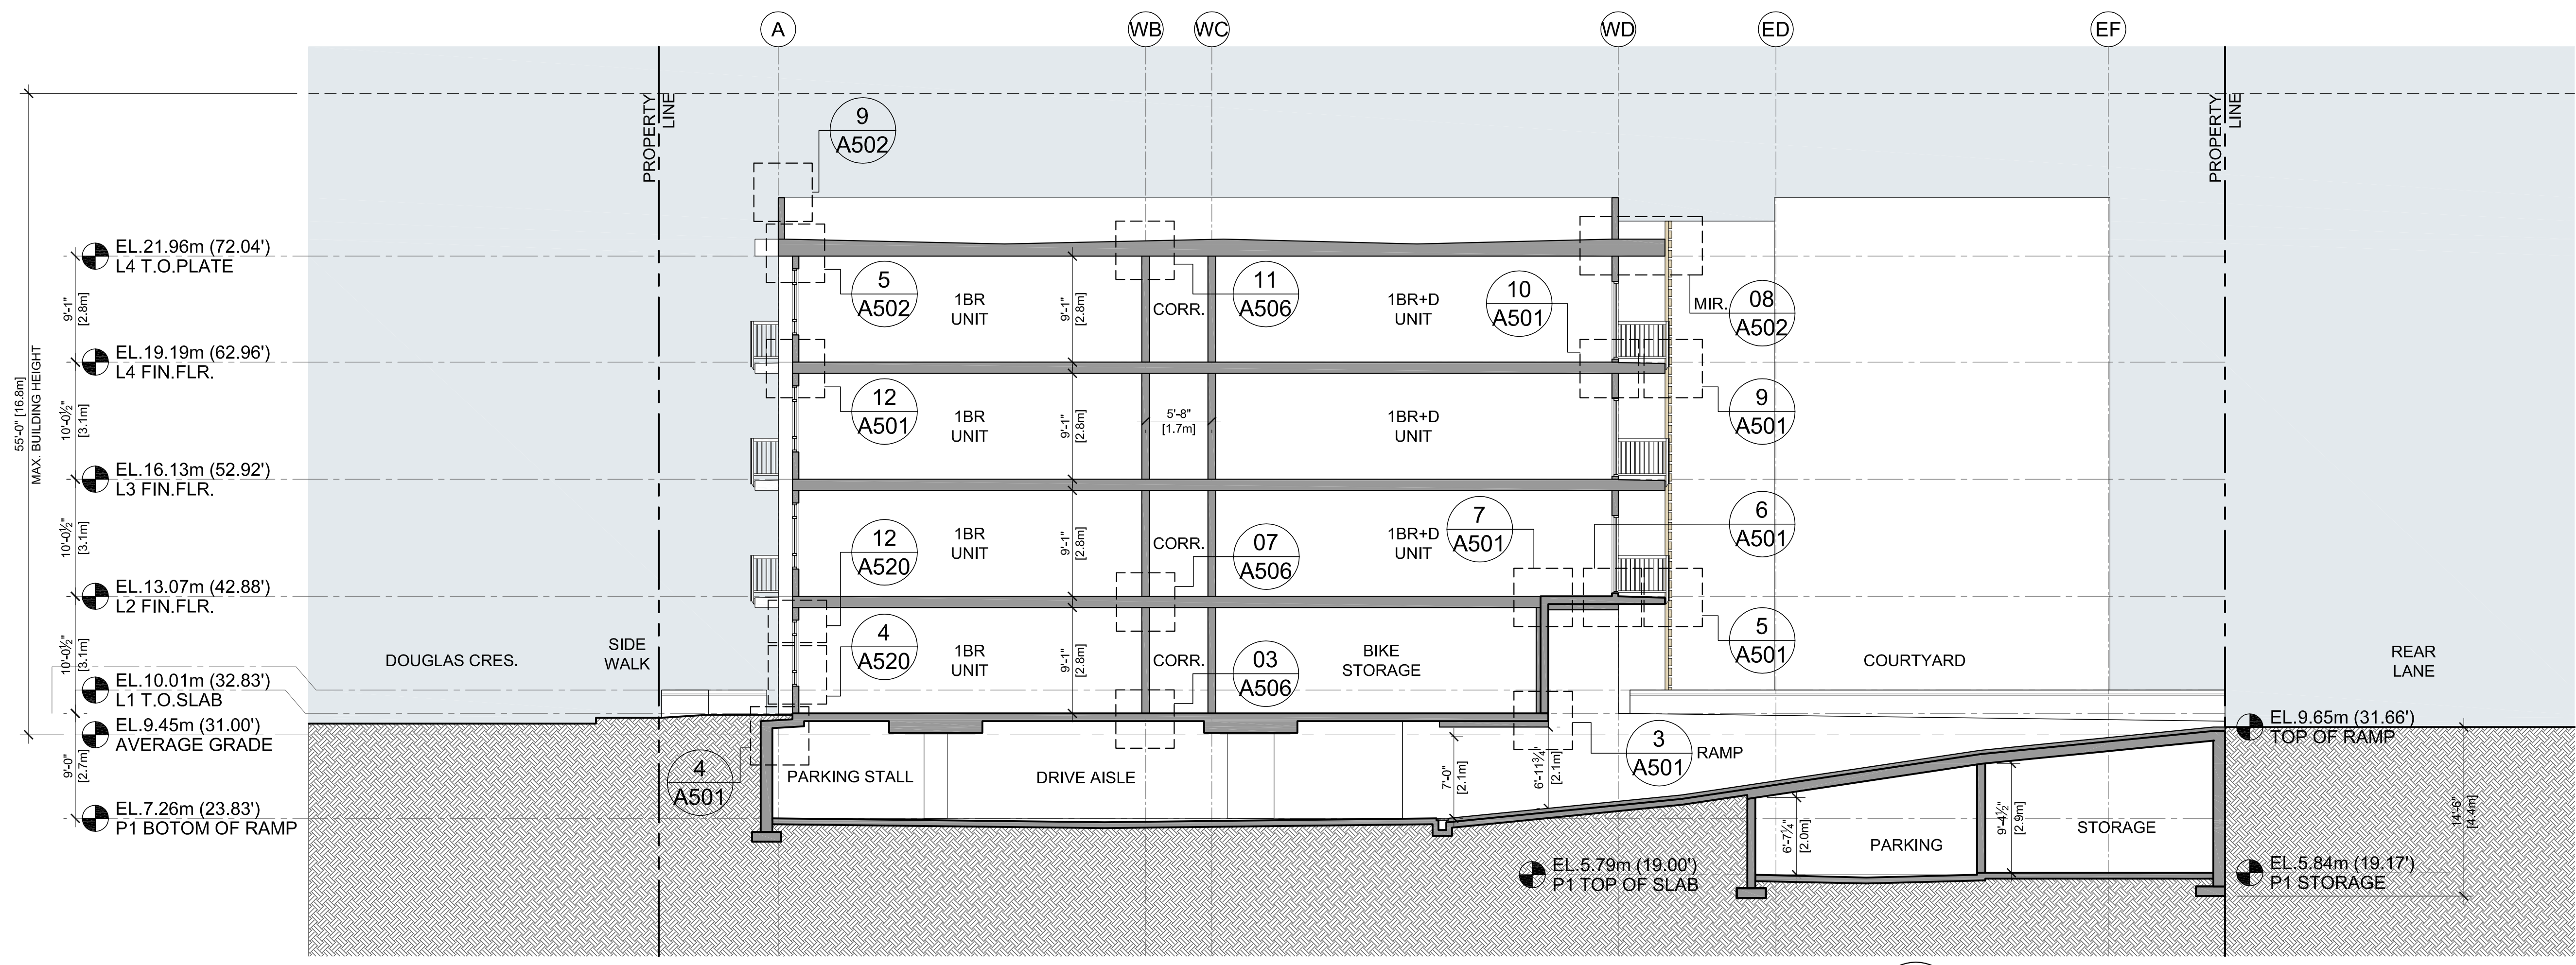 A
WB
WC
WD
ED
EF
PROPERTY
LINE
PROPERTY
LINE
9
A502
55'-0" [16.8m]
MAX. BUILDING HEIGHT
EL.21.96m (72.04')
L4 T.O.PLATE
9'-1"
[2.8m]
EL.19.19m (62.96')
L4 FIN.FLR.
10'-0½"
[3.1m]
EL.16.13m (52.92')
L3 FIN.FLR.
10'-0½"
[3.1m]
EL.13.07m (42.88')
L2 FIN.FLR.
10'-0½"
[3.1m]
EL.10.01m (32.83')
L1 T.O.SLAB
EL.9.45m (31.00')
AVERAGE GRADE
9'-0"
[2.7m]
EL.7.26m (23.83')
P1 BOTOM OF RAMP
DOUGLAS CRES.
SIDE
WALK
5
A502
1BR
UNIT
9'-1"
[2.8m]
CORR.
11
A506
1BR+D
UNIT
10
A501
MIR.
08
A502
12
A501
1BR
UNIT
9'-1"
[2.8m]
5'-8"
[1.7m]
1BR+D
UNIT
9
A501
12
A520
1BR
UNIT
9'-1"
[2.8m]
CORR.
07
A506
1BR+D
UNIT
7
A501
6
A501
4
A520
1BR
UNIT
9'-1"
[2.8m]
CORR.
03
A506
BIKE
STORAGE
5
A501
COURTYARD
REAR
LANE
4
A501
PARKING STALL
DRIVE AISLE
7'-0"
[2.1m]
6'-11¾"
[2.1m]
3
A501
RAMP
EL.9.65m (31.66')
TOP OF RAMP
6'-7¼"
[2.0m]
PARKING
9'-4½"
[2.9m]
STORAGE
14'-6"
[4.4m]
EL.5.79m (19.00')
P1 TOP OF SLAB
EL.5.84m (19.17')
P1 STORAGE